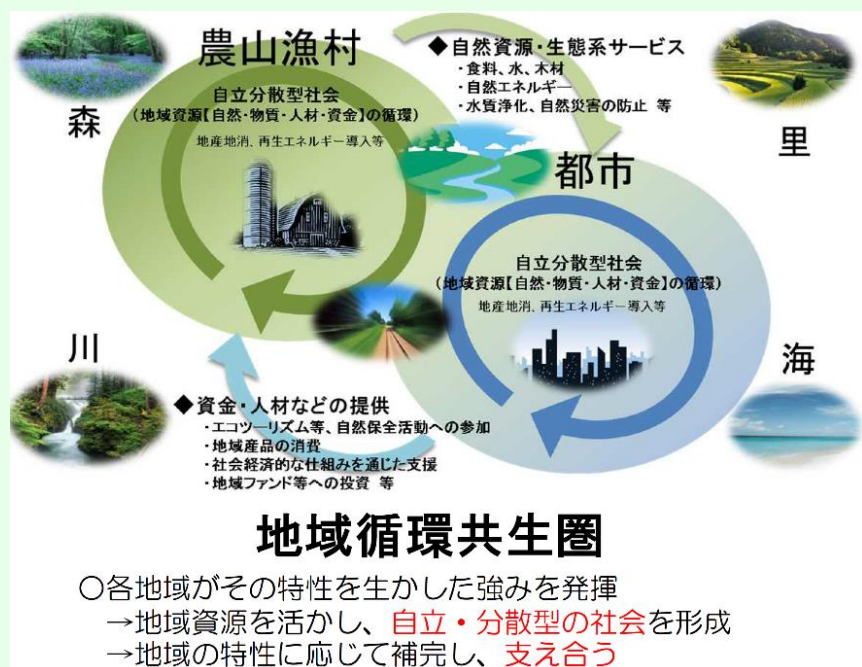 農山漁村
自立分散型社会
(地域資源【自然・物質・人材・資金】の循環)
地産地消、再生エネルギー導入等
◆自然資源・生態系サービス
・食料、水、木材
・自然エネルギー
・水質浄化、自然災害の防止 等
森
里
都市
自立分散型社会
(地域資源【自然・物質・人材・資金】の循環)
地産地消、再生エネルギー導入等
川
海
◆資金・人材などの提供
・エコツーリズム等、自然保全活動への参加
・地域産品の消費
・社会経済的な仕組みを通じた支援
・地域ファンド等への投資 等
地域循環共生圏
○各地域がその特性を生かした強みを発揮
→地域資源を活かし、自立・分散型の社会を形成
→地域の特性に応じて補完し、支え合う